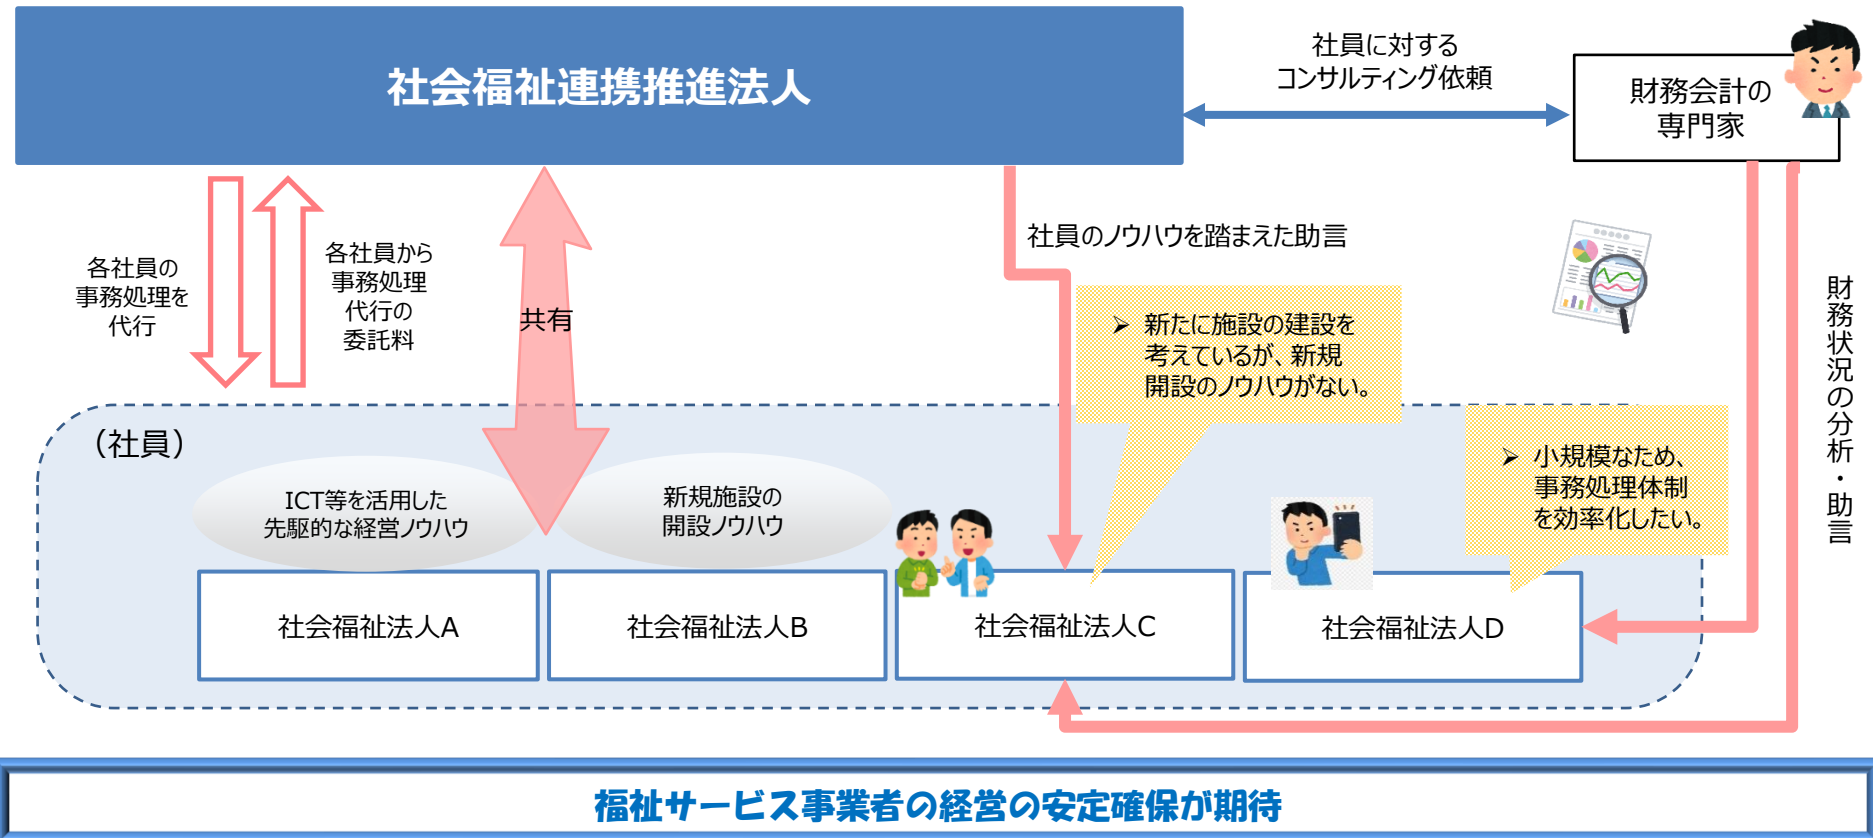 社会福祉連携推進法人
社員に対する
コンサルティング依頼
財務会計の
専門家
各社員の
事務処理を
代行
各社員から
事務処理
代行の
委託料
共有
社員のノウハウを踏まえた助言
➢ 新たに施設の建設を
考えているが、新規
開設のノウハウがない。
財務状況の分析・助言
（社員）
ICT等を活用した
先駆的な経営ノウハウ
新規施設の
開設ノウハウ
➢ 小規模なため、
事務処理体制
を効率化したい。
社会福祉法人A
社会福祉法人B
社会福祉法人C
社会福祉法人D
福祉サービス事業者の経営の安定確保が期待